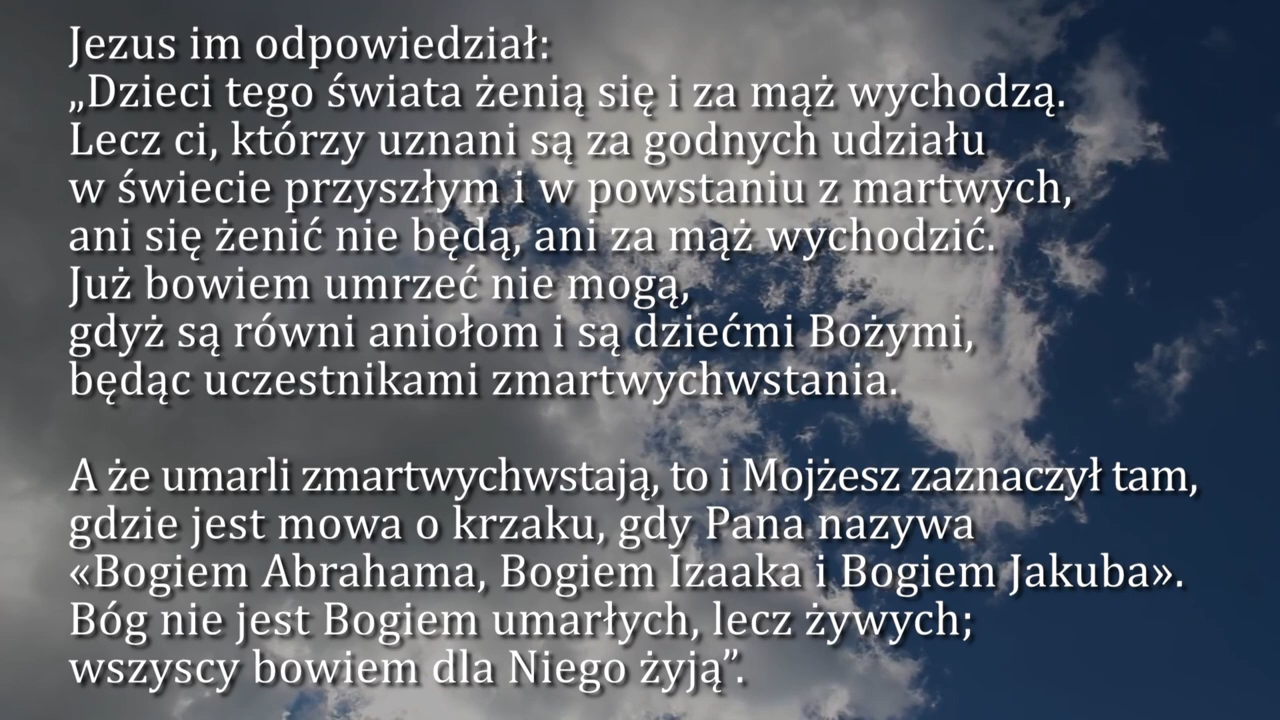 Jezus im odpowiedział:
„Dzieci tego świata żenią się i za mąż wychodzą.
Lecz ci, którzy uznani są za godnych udziału
w świecie przyszłym i w powstaniu z martwych,
ani się żenić nie będą, ani za mąż wychodzić.
Już bowiem umrzeć nie mogą,
gdyż są równi aniołom i są dziećmi Bożymi,
będąc uczestnikami zmartwychwstania.
A że umarli zmartwychwstają, to i Mojżesz zaznaczył tam,
gdzie jest mowa o krzaku, gdy Pana nazywa
«Bogiem Abrahama, Bogiem Izaaka i Bogiem Jakuba».
Bóg nie jest Bogiem umarłych, lecz żywych;
wszyscy bowiem dla Niego żyją”.